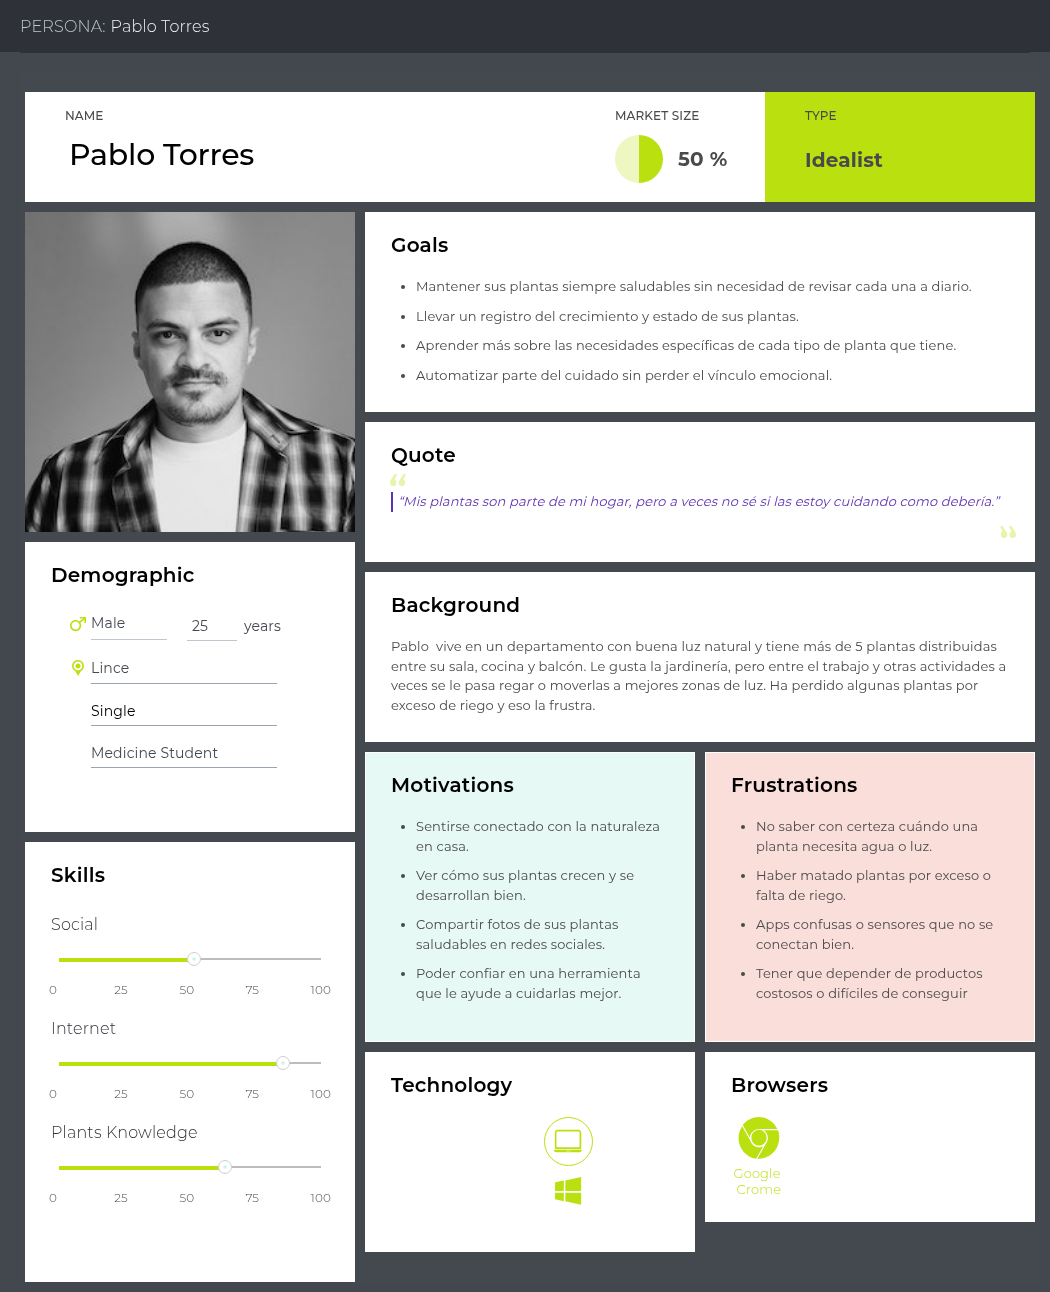 PERSONA: Pablo Torres
NAME
Pablo Torres
MARKET SIZE
50 %
TYPE
Idealist
Goals
• Mantener sus plantas siempre saludables sin necesidad de revisar cada una a diario.
• Llevar un registro del crecimiento y estado de sus plantas.
• Aprender más sobre las necesidades específicas de cada tipo de planta que tiene.
• Automatizar parte del cuidado sin perder el vínculo emocional.
Quote
“Mis plantas son parte de mi hogar, pero a veces no sé si las estoy cuidando como debería.”
Demographic
Male
25 years
Lince
Single
Medicine Student
Background
Pablo  vive en un departamento con buena luz natural y tiene más de 5 plantas distribuidas
entre su sala, cocina y balcón. Le gusta la jardinería, pero entre el trabajo y otras actividades a
veces se le pasa regar o moverlas a mejores zonas de luz. Ha perdido algunas plantas por
exceso de riego y eso la frustra.
Skills
Social
0 25 50 75 100
Internet
0 25 50 75 100
Plants Knowledge
0 25 50 75 100
Motivations
• Sentirse conectado con la naturaleza
en casa.
• Ver cómo sus plantas crecen y se
desarrollan bien.
• Compartir fotos de sus plantas
saludables en redes sociales.
• Poder confiar en una herramienta
que le ayude a cuidarlas mejor.
Frustrations
• No saber con certeza cuándo una
planta necesita agua o luz.
• Haber matado plantas por exceso o
falta de riego.
• Apps confusas o sensores que no se
conectan bien.
• Tener que depender de productos
costosos o difíciles de conseguir
Technology
Browsers
Google
Crome